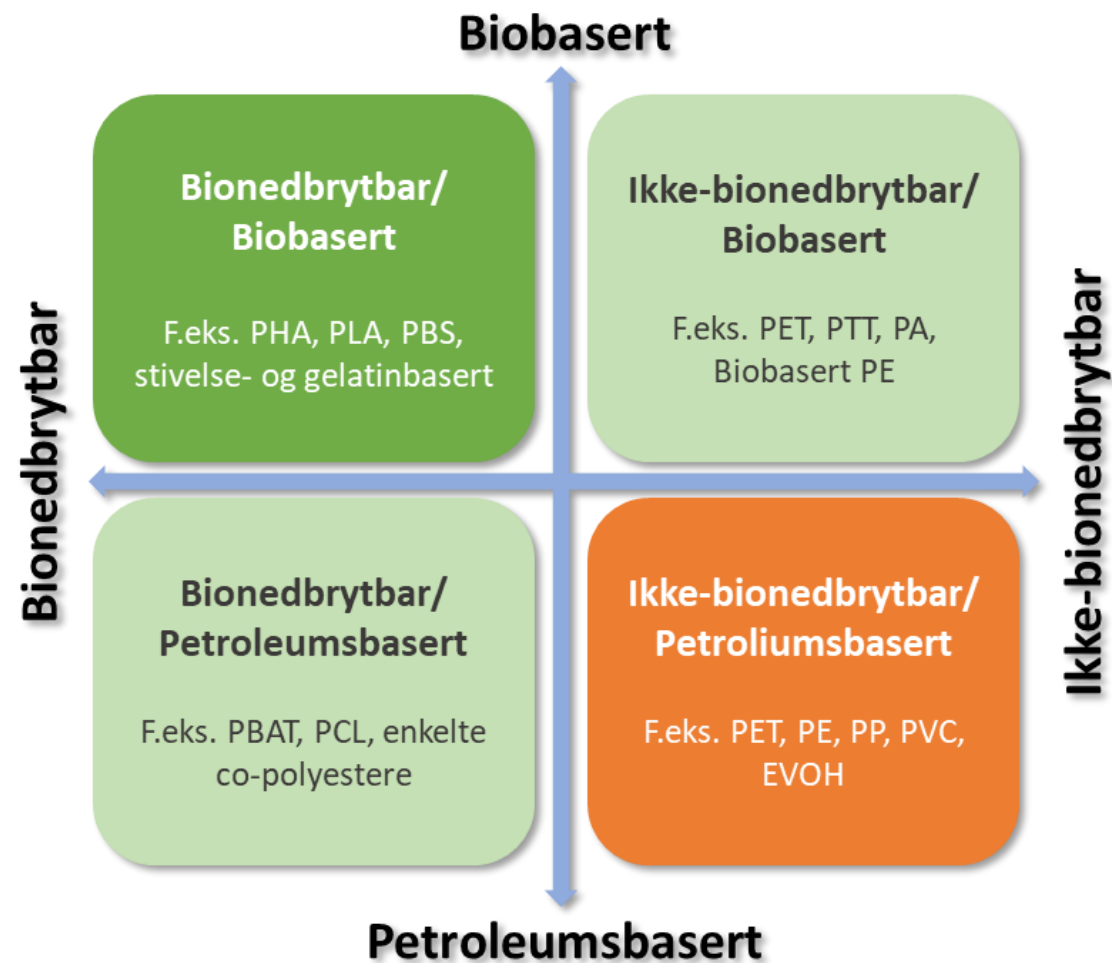 Biobasert
Bionedbrytbar/
Biobasert
F.eks. PHA, PLA, PBS,
stivelse- og gelatinbasert
Ikke-bionedbrytbar/
Biobasert
F.eks. PET, PTT, PA,
Biobasert PE
Bionedbrytbar
Ikke-bionedbrytbar
Bionedbrytbar/
Petroleumsbasert
F.eks. PBAT, PCL, enkelte
co-polyestere
Ikke-bionedbrytbar/
Petroliumsbasert
F.eks. PET, PE, PP, PVC,
EVOH
Petroleumsbasert